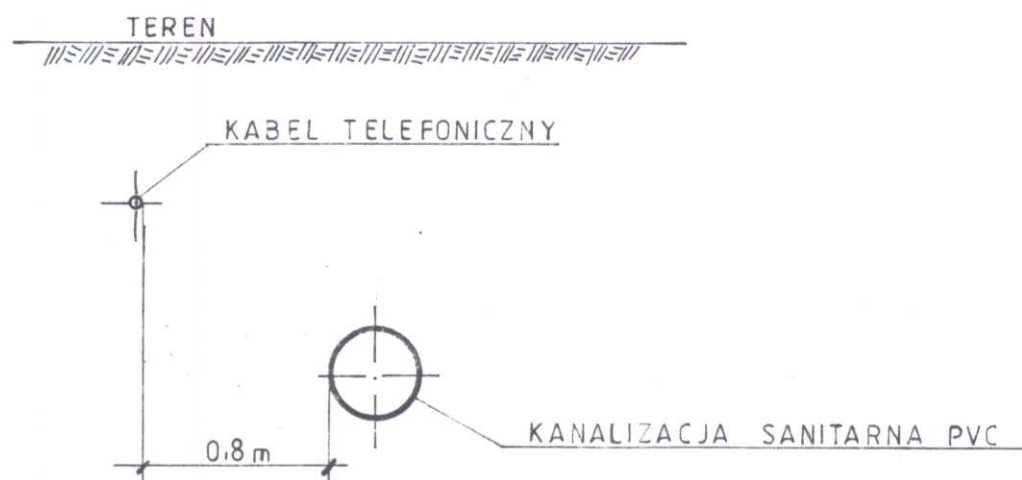 TEREN
KABEL TELEFONICZNY
KANALIZACJA SANITARNA PVC
0,8 m